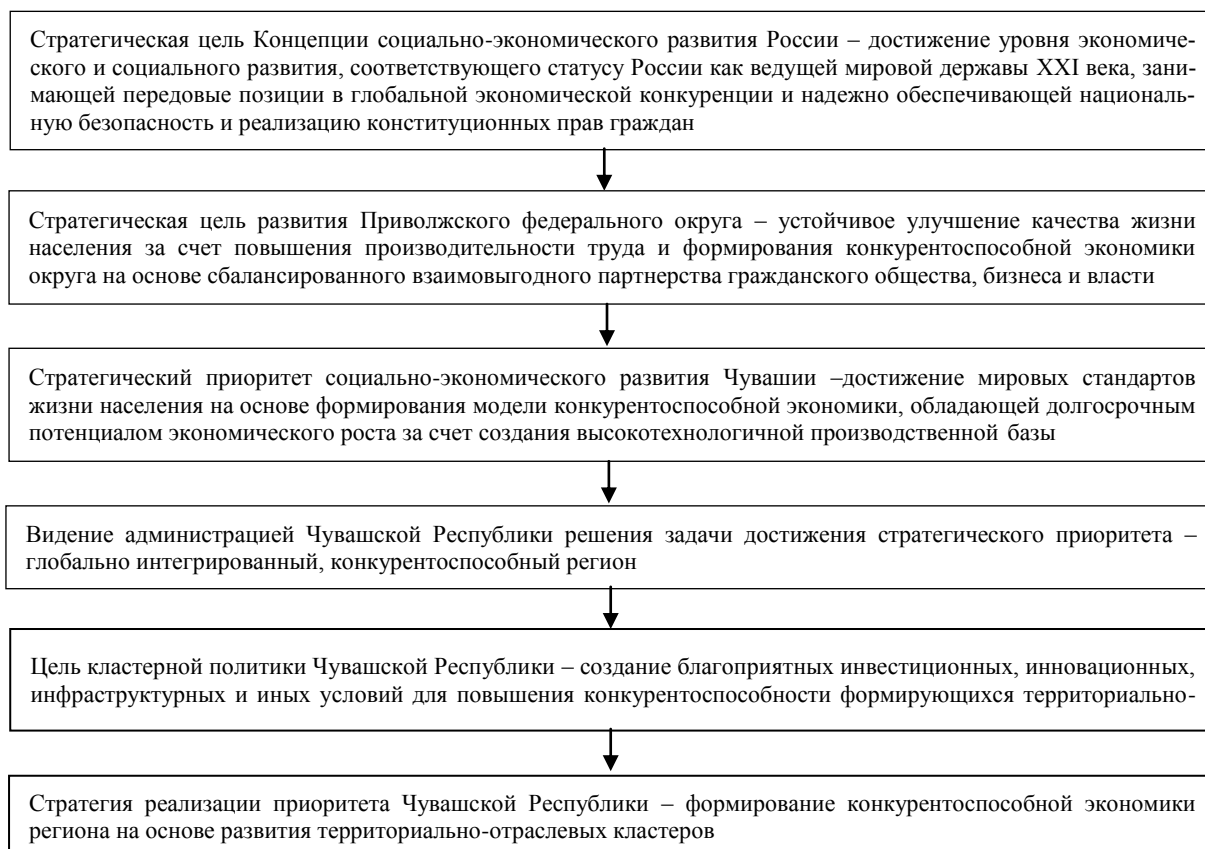 Стратегическая цель Концепции социально-экономического развития России – достижение уровня экономиче-
ского и социального развития, соответствующего статусу России как ведущей мировой державы XXI века, зани-
мающей передовые позиции в глобальной экономической конкуренции и надежно обеспечивающей националь-
ную безопасность и реализацию конституционных прав граждан
Стратегическая цель развития Приволжского федерального округа – устойчивое улучшение качества жизни
населения за счет повышения производительности труда и формирования конкурентоспособной экономики
округа на основе сбалансированного взаимовыгодного партнерства гражданского общества, бизнеса и власти
Стратегический приоритет социально-экономического развития Чувашии –достижение мировых стандартов
жизни населения на основе формирования модели конкурентоспособной экономики, обладающей долгосрочным
потенциалом экономического роста за счет создания высокотехнологичной производственной базы
Видение администрацией Чувашской Республики решения задачи достижения стратегического приоритета –
глобально интегрированный, конкурентоспособный регион
Цель кластерной политики Чувашской Республики – создание благоприятных инвестиционных, инновационных,
инфраструктурных и иных условий для повышения конкурентоспособности формирующихся территориально-
Стратегия реализации приоритета Чувашской Республики – формирование конкурентоспособной экономики
региона на основе развития территориально-отраслевых кластеров